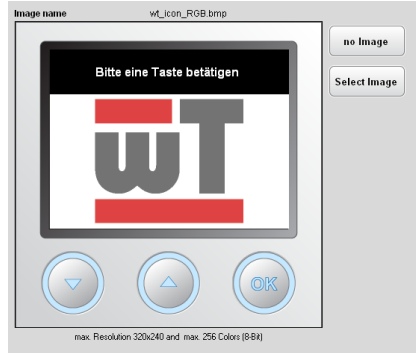 Image name wt_icon_RGB.bmp
no Image
Select Image
Bitte eine Taste betätigen
wT
OK
max. Resolution 320x240 and max. 256 Colors (8-Bit)